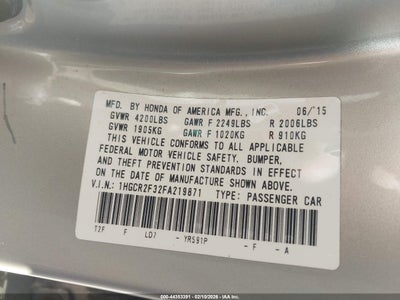 MFD. BY HONDA OF AMERICA MFG., INC. 06/15
GVWR 4200LBS GAWR F 2249LBS R 2006LBS
GVWR 1905KG GAWR F 1020KG R 910KG
THIS VEHICLE CONFORMS TO ALL APPLICABLE
FEDERAL MOTOR VEHICLE SAFETY, BUMPER,
AND THEFT PREVENTION STANDARDS IN EFFECT
ON THE DATE OF MANUFACTURE SHOWN ABOVE.
V.I.N.: 1HGCR2F32FA219871 TYPE: PASSENGER CAR
T2F F LD7 - YR591P - F - A
000-44353391 - 02/10/2026 - ©2026 IAA, Inc.